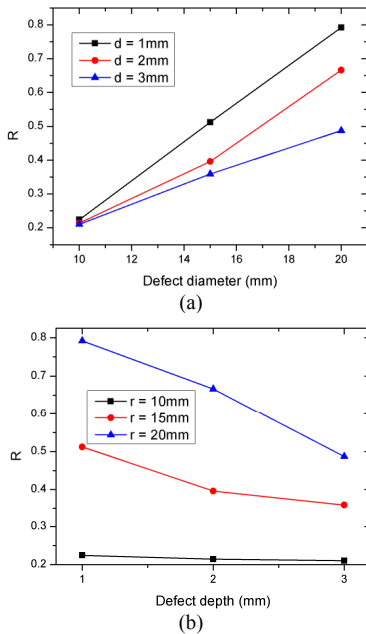 0.8
0.7
0.6
0.5
0.4
0.3
0.2
R
d = 1mm
d = 2mm
d = 3mm
10 12 14 16 18 20
Defect diameter (mm)
(a)
0.8
0.7
0.6
0.5
0.4
0.3
0.2
R
r = 10mm
r = 15mm
r = 20mm
1 2 3
Defect depth (mm)
(b)